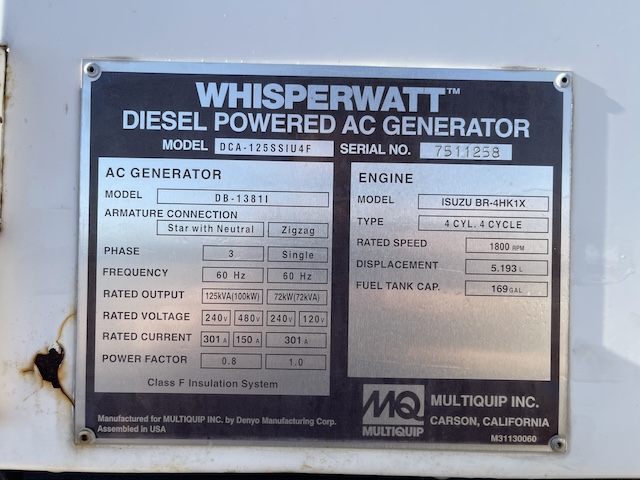 WHISPERWATT™
DIESEL POWERED AC GENERATOR
MODEL DCA-125SSIU4F SERIAL NO. 7511258
AC GENERATOR
MODEL DB-1381I
ARMATURE CONNECTION
Star with Neutral Zigzag
PHASE 3 Single
FREQUENCY 60 Hz 60 Hz
RATED OUTPUT 125kVA(100kW) 72kW(72kVA)
RATED VOLTAGE 240V 480V 240V 120V
RATED CURRENT 301A 150A 301A
POWER FACTOR 0.8 1.0
Class F Insulation System
ENGINE
MODEL ISUZU BR-4HK1X
TYPE 4 CYL, 4 CYCLE
RATED SPEED 1800 RPM
DISPLACEMENT 5.193L
FUEL TANK CAP. 169GAL
Manufactured for MULTIQUIP INC. by Denyo Manufacturing Corp.
Assembled in USA
MQ
MULTIQUIP
MULTIQUIP INC.
CARSON, CALIFORNIA
M31130060